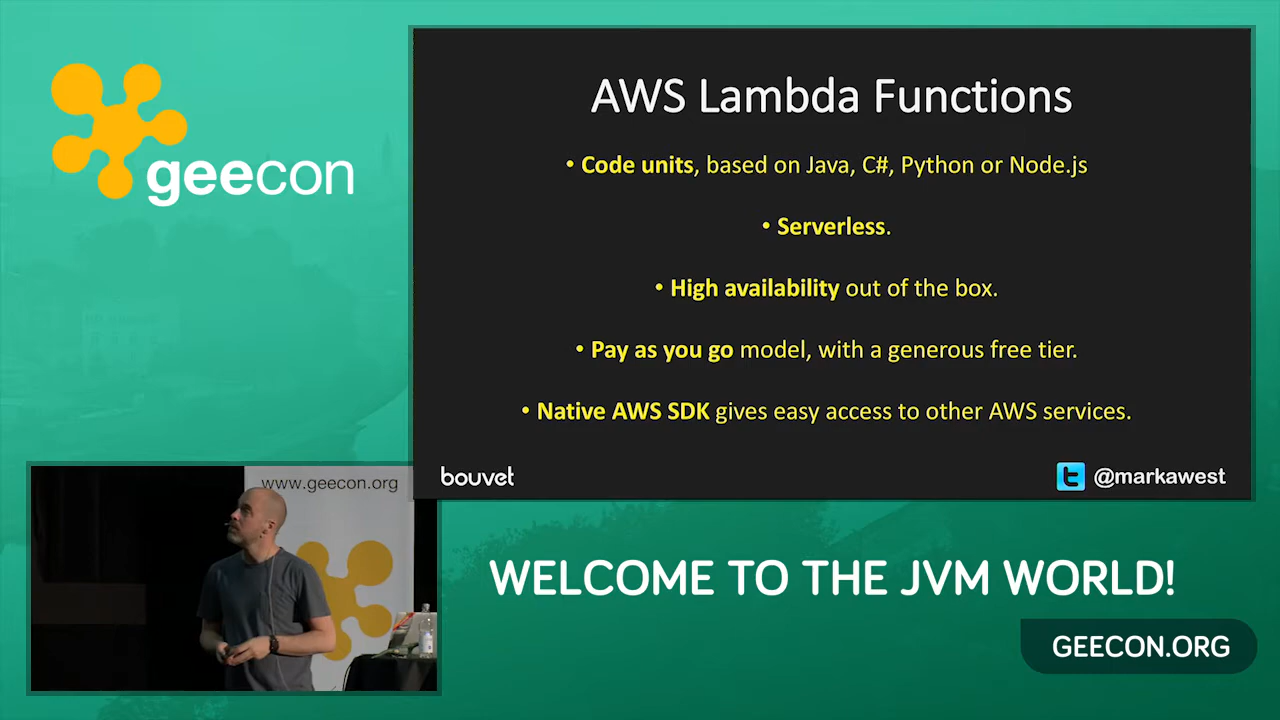 geecon
AWS Lambda Functions
• Code units, based on Java, C#, Python or Node.js
• Serverless.
• High availability out of the box.
• Pay as you go model, with a generous free tier.
• Native AWS SDK gives easy access to other AWS services.
bouvet
@markawest
www.geecon.org
WELCOME TO THE JVM WORLD!
GEECON.ORG